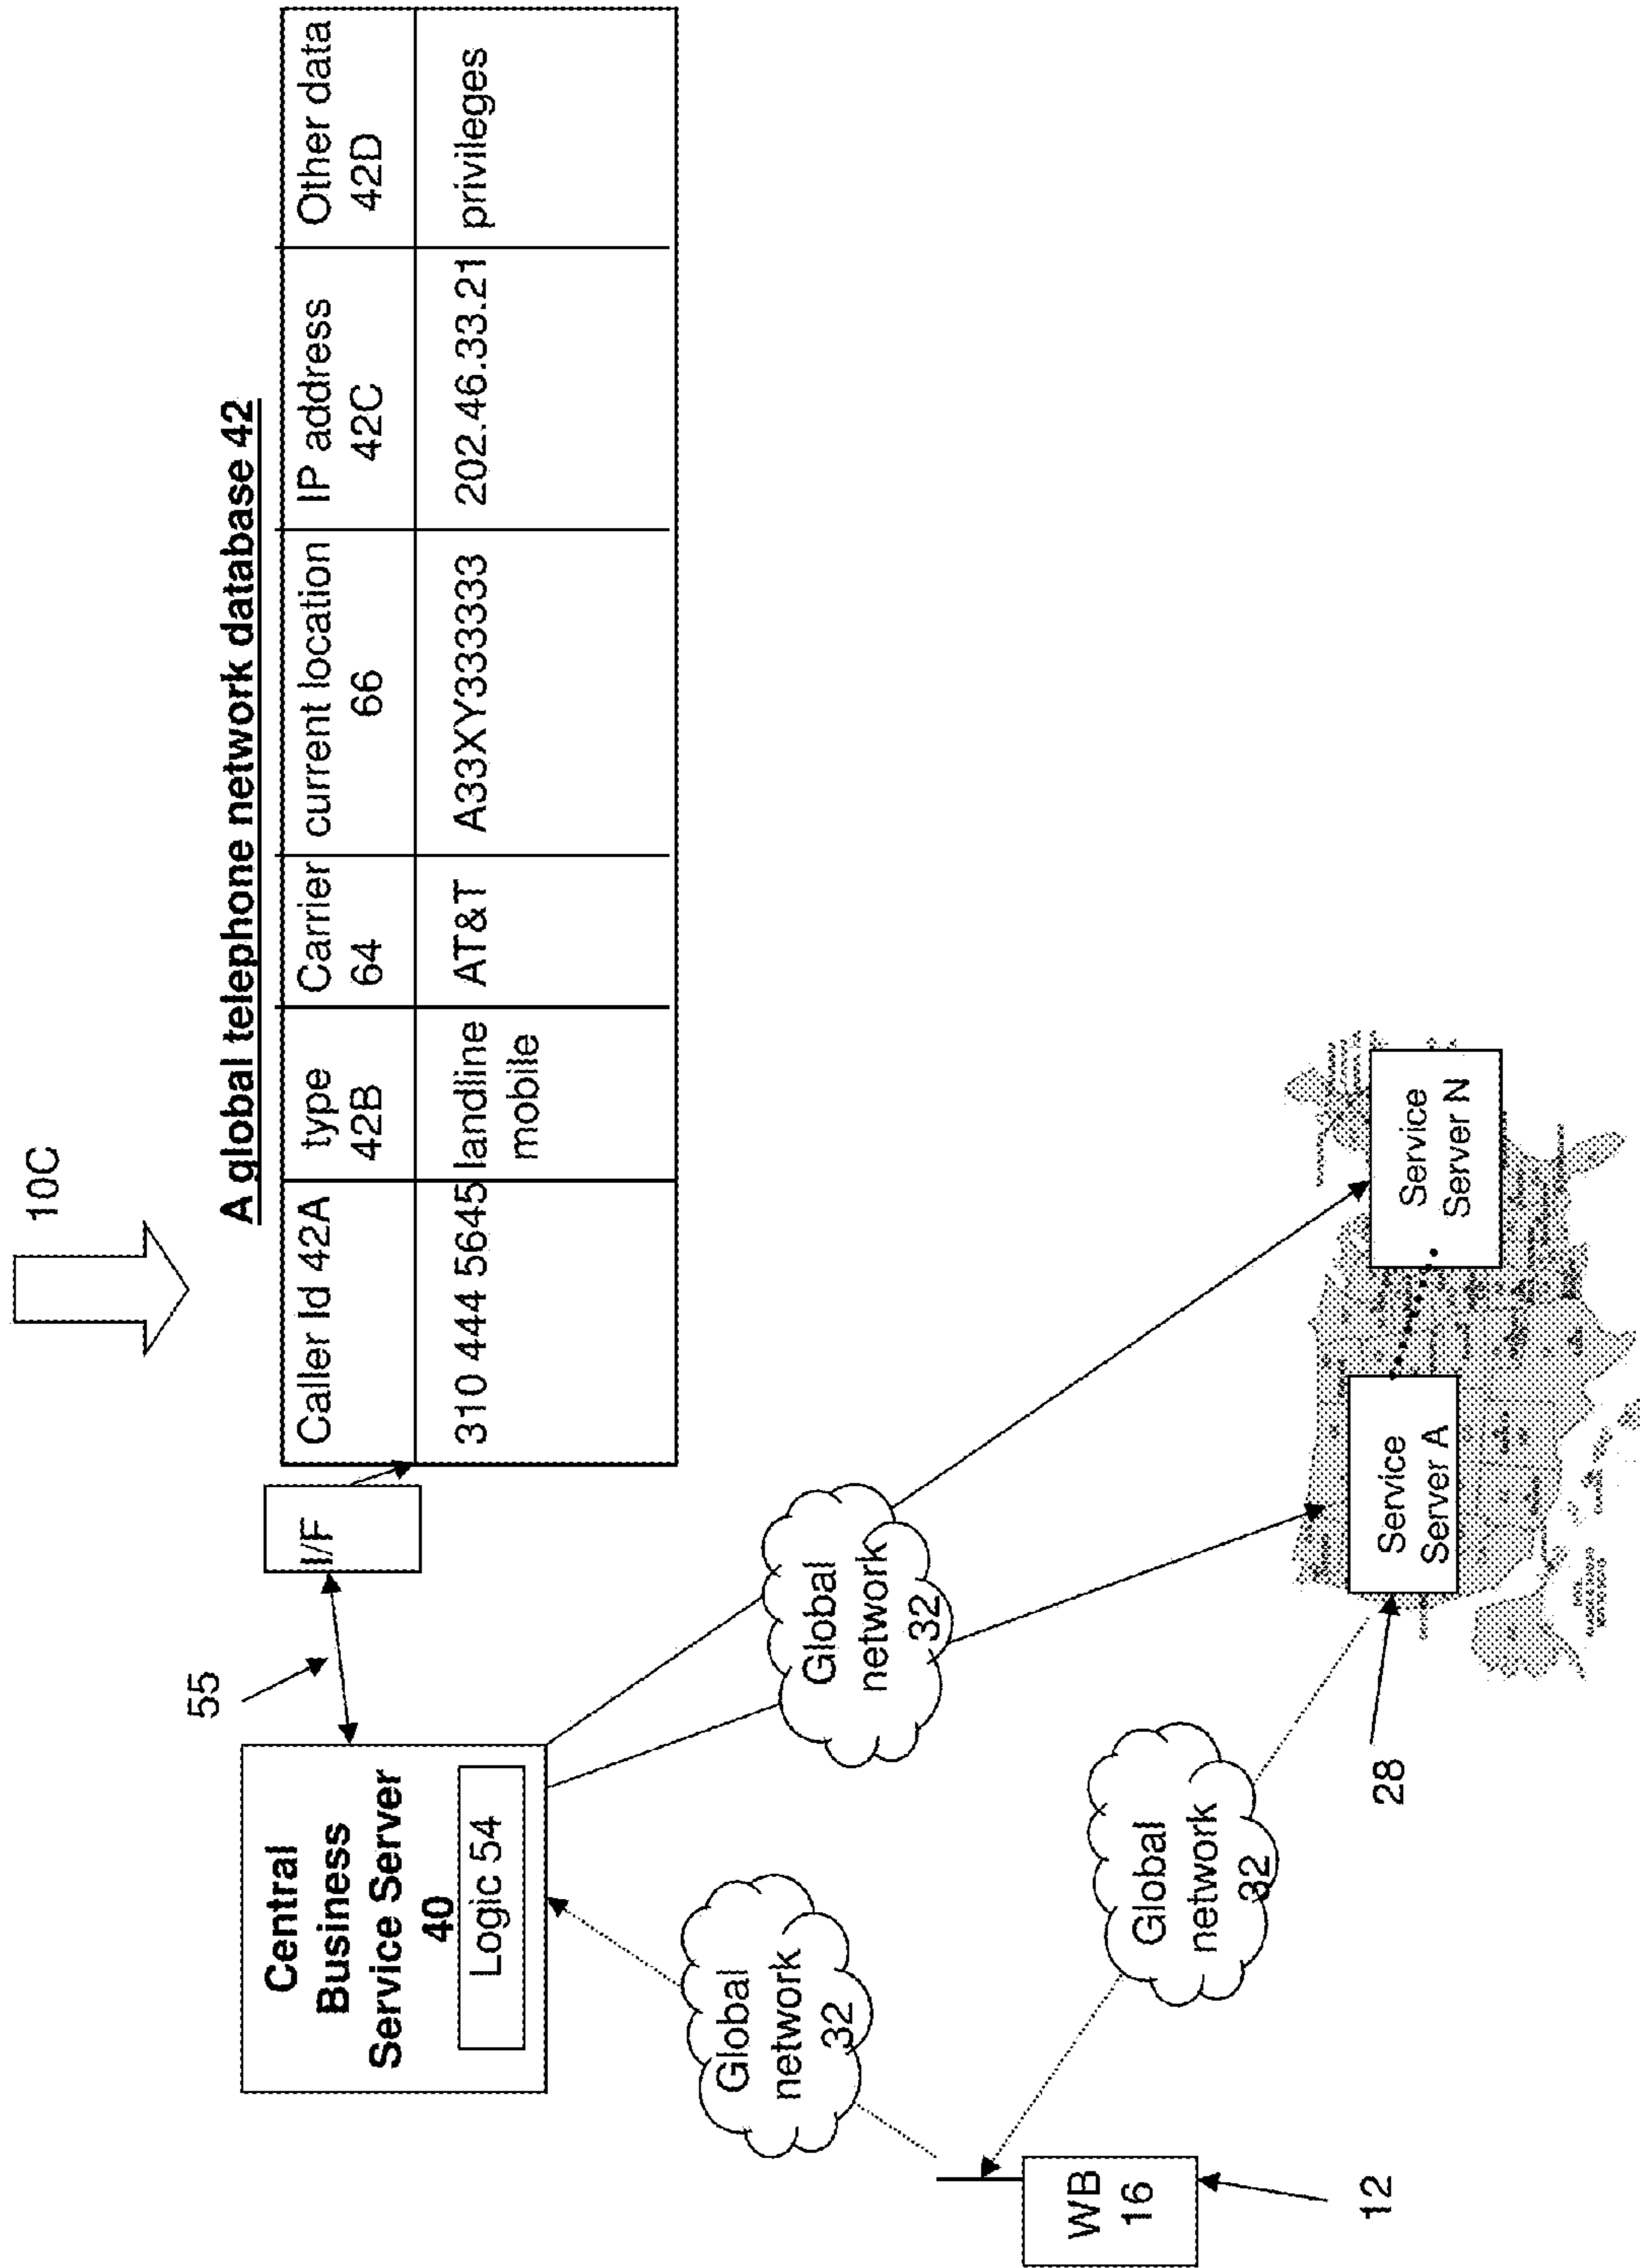 10C
A global telephone network database 42
Caller Id 42A
type
42B
Carrier
64
current location
66
IP address
42C
Other data
42D
310 444 5645
landline
mobile
AT&T
A33XY33333
202.46.33.21
privileges
I/F
55
Central
Business
Service Server
40
Logic 54
Global
network
32
Global
network
32
Global
network
32
Service
Server A
Service
Server N
28
WB
16
12